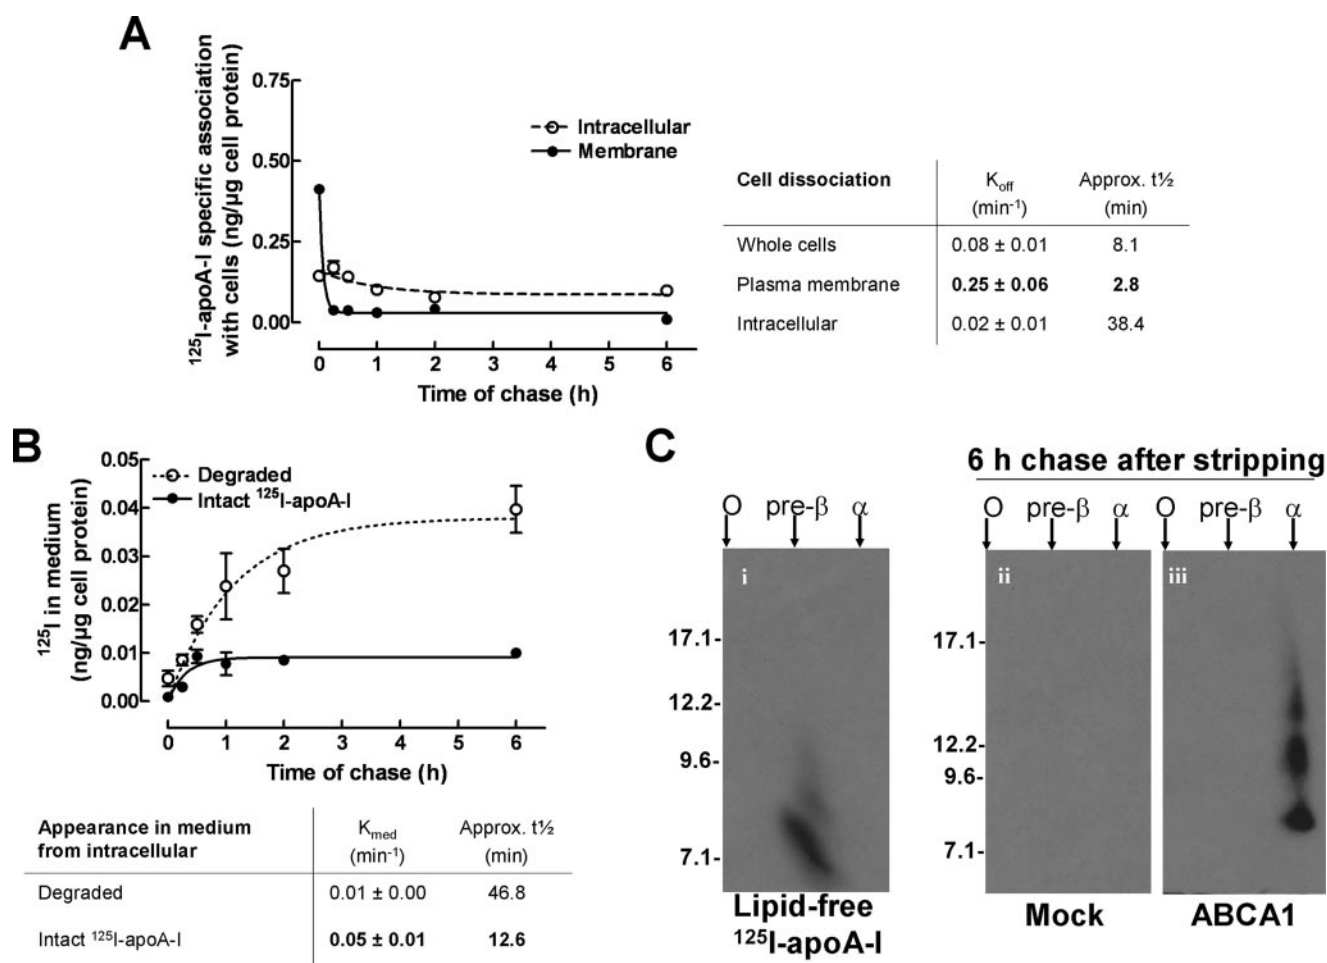 A
¹²⁵I-apoA-I specific association
with cells (ng/µg cell protein)
0.75
0.50
0.25
0.00
Intracellular
Membrane
0 1 2 3 4 5 6
Time of chase (h)
Cell dissociation K_off Approx. t½
(min⁻¹) (min)
Whole cells 0.08 ± 0.01 8.1
Plasma membrane 0.25 ± 0.06 2.8
Intracellular 0.02 ± 0.01 38.4
B
¹²⁵I in medium
(ng/µg cell protein)
0.05
0.04
0.03
0.02
0.01
0.00
Degraded
Intact ¹²⁵I-apoA-I
0 1 2 3 4 5 6
Time of chase (h)
Appearance in medium K_med Approx. t½
from intracellular (min⁻¹) (min)
Degraded 0.01 ± 0.00 46.8
Intact ¹²⁵I-apoA-I 0.05 ± 0.01 12.6
C
O pre-β α
i
17.1-
12.2-
9.6-
7.1-
Lipid-free
¹²⁵I-apoA-I
6 h chase after stripping
O pre-β α O pre-β α
ii iii
17.1-
12.2-
9.6-
7.1-
Mock ABCA1